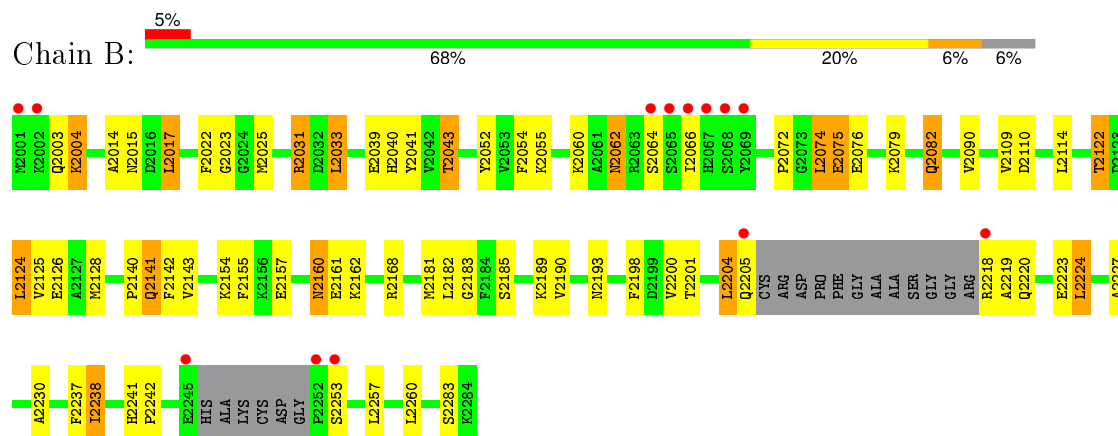 5%
Chain B:
68% 20% 6% 6%
M2001 K2002 Q2003 K2004 A2014 N2015 D2016 L2017 F2022 G2023 G2024 M2025 R2031 D2032 L2033 E2039 H2040 Y2041 V2042 T2043 Y2052 V2053 F2054 K2055 K2060 A2061 N2062 R2063 S2064 S2065 I2066 H2067 S2068 Y2069 P2072 G2073 L2074 E2075 E2076 K2079 Q2082 V2090 V2109 D2110 L2114 T2122
L2124 V2125 E2126 A2127 M2128 P2140 Q2141 F2142 V2143 K2154 F2155 K2156 E2157 N2160 E2161 K2162 R2168 M2181 L2182 G2183 F2184 S2185 K2189 V2190 N2193 F2198 D2199 V2200 T2201 L2204 Q2205 CYS ARG ASP PRO PHE GLY ALA ALA SER GLY GLY ARG R2218 A2219 Q2220 E2223 L2224 A2227
A2230 F2237 I2238 H2241 P2242 E2245 HIS ALA LYS CYS ASP GLY P2252 S2253 L2257 L2260 S2283 K2284